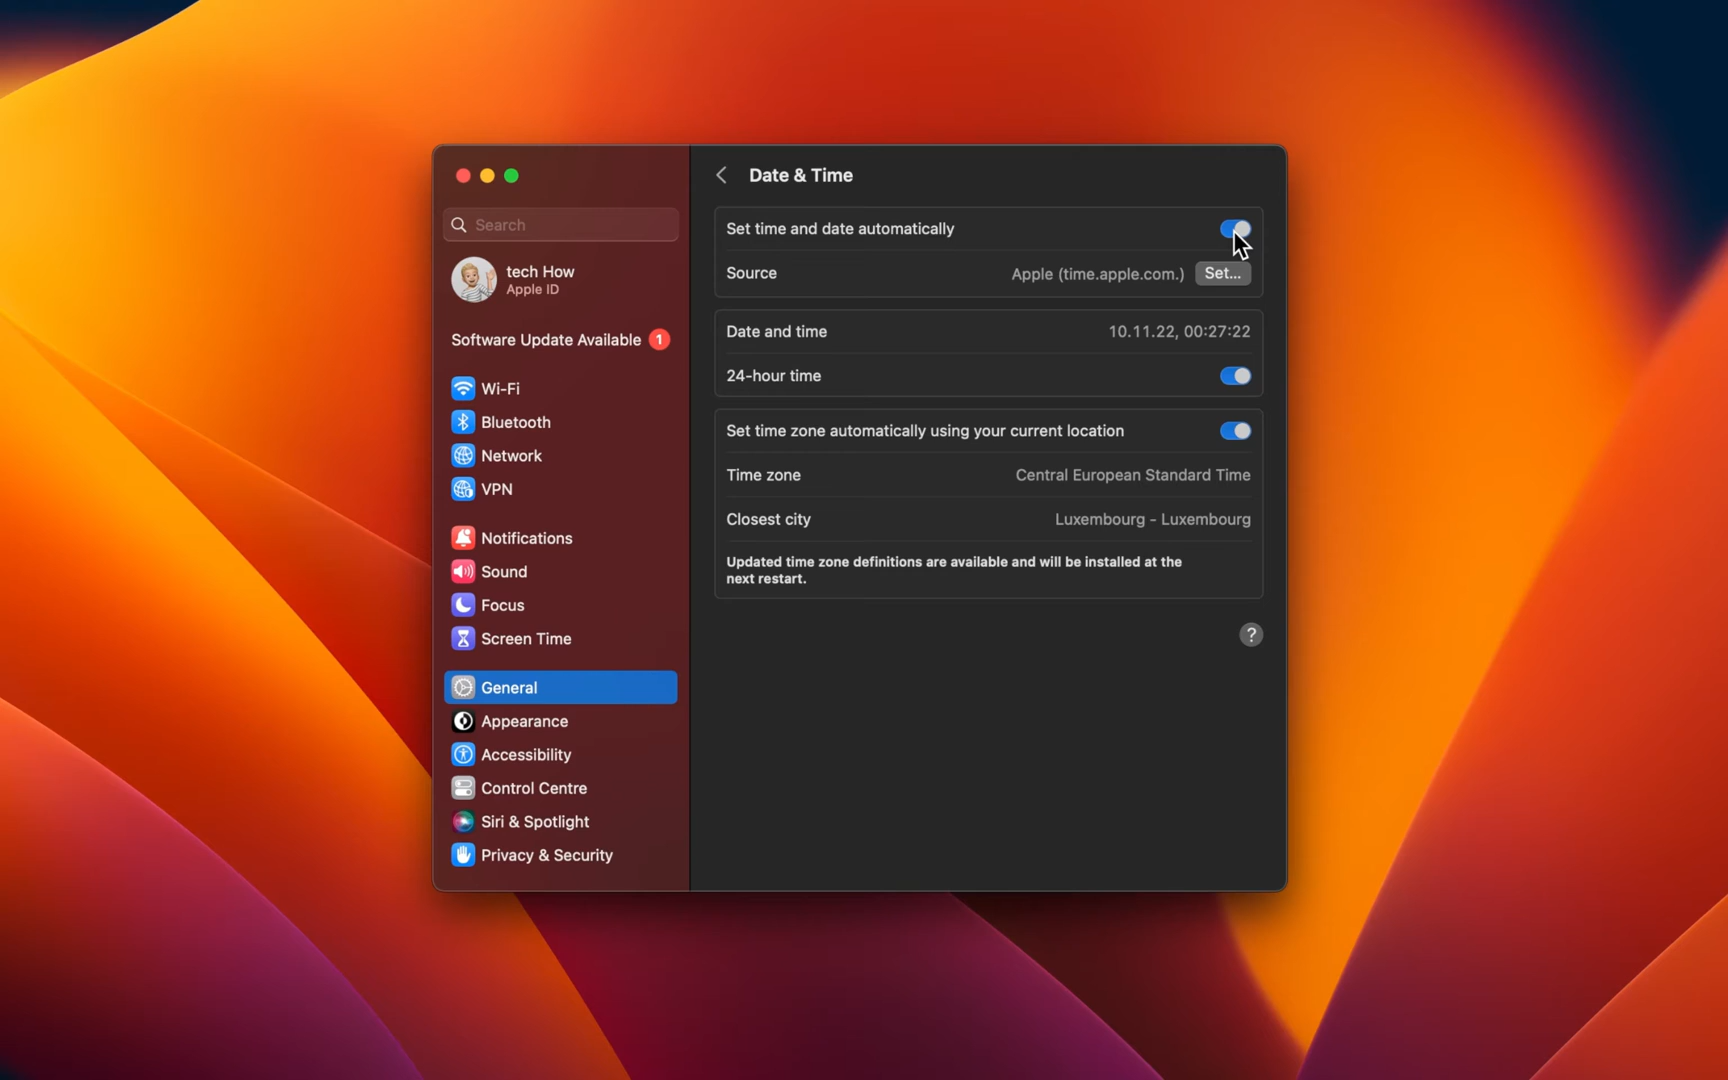 Search
tech How
Apple ID
Software Update Available 1
Wi-Fi
Bluetooth
Network
VPN
Notifications
Sound
Focus
Screen Time
General
Appearance
Accessibility
Control Centre
Siri & Spotlight
Privacy & Security
Date & Time
Set time and date automatically
Source Apple (time.apple.com.) Set...
Date and time 10.11.22, 00:27:22
24-hour time
Set time zone automatically using your current location
Time zone Central European Standard Time
Closest city Luxembourg - Luxembourg
Updated time zone definitions are available and will be installed at the
next restart.
?